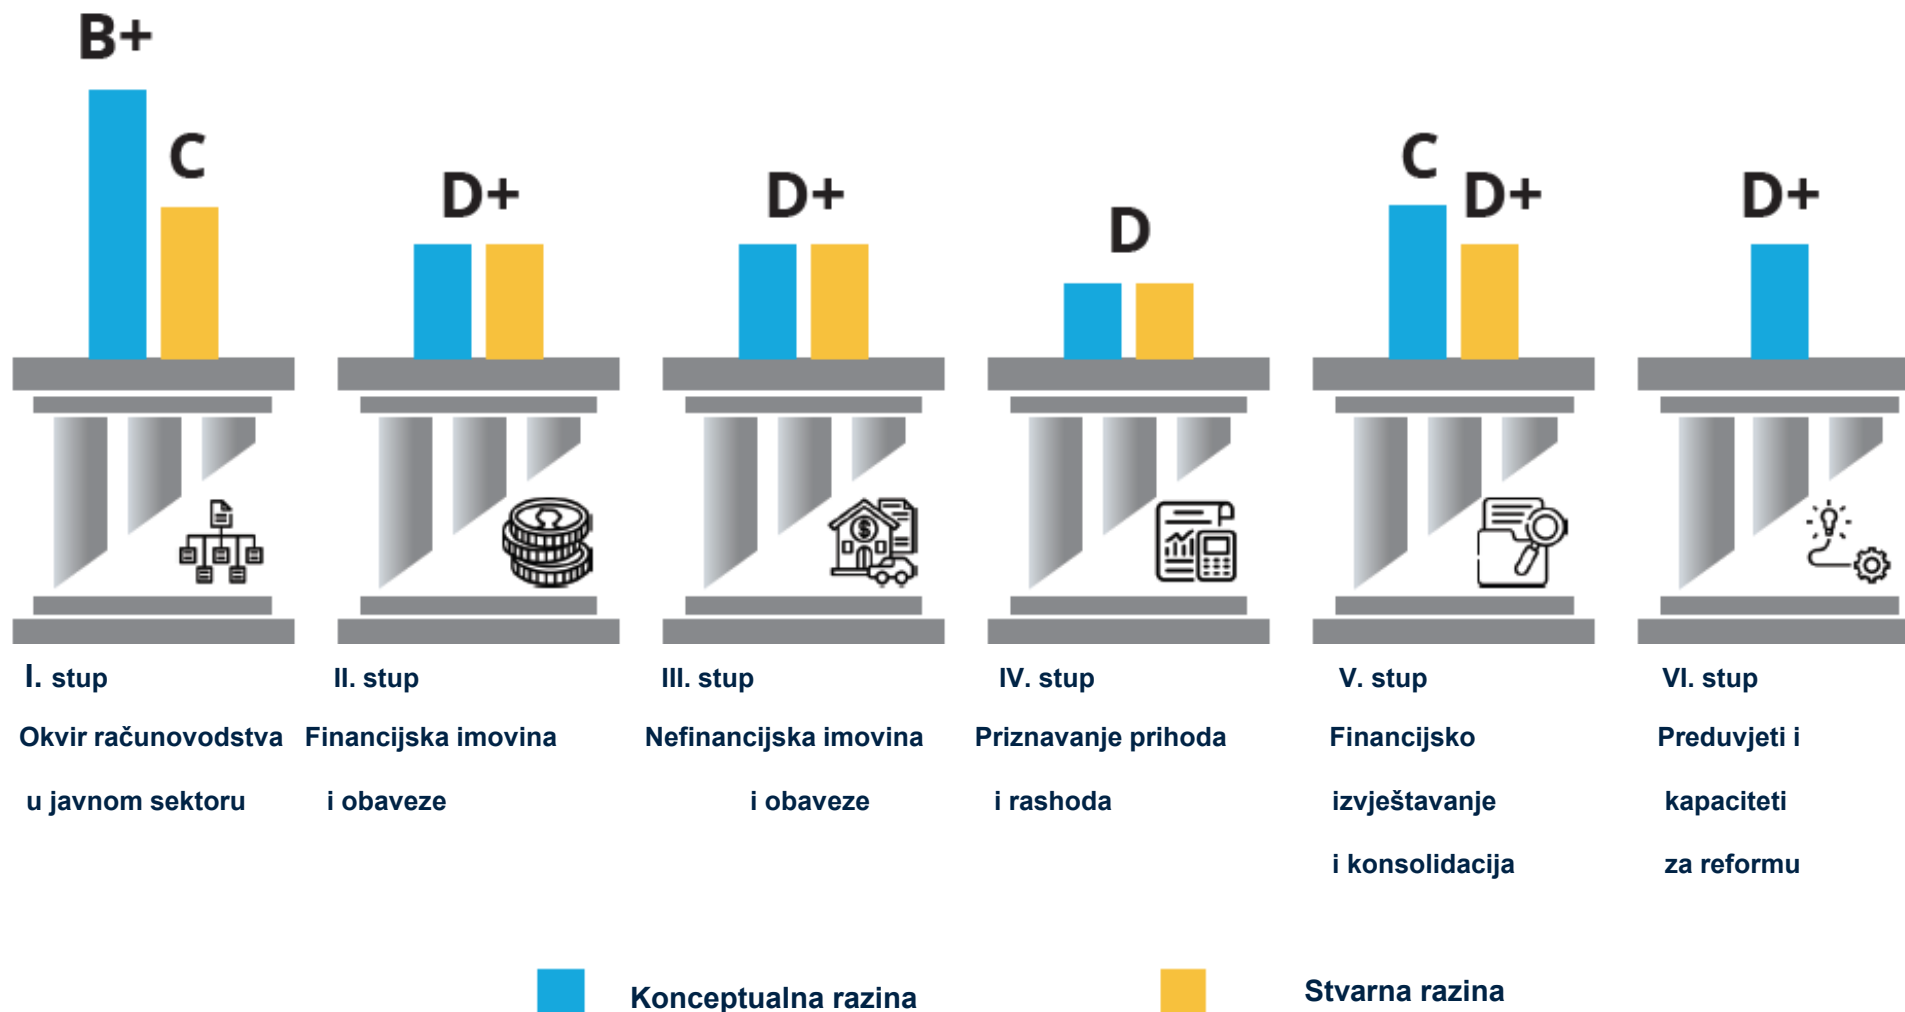 B+
C
D+
D+
D
C
D+
D+
I. stup
Okvir računovodstva
u javnom sektoru
II. stup
Financijska imovina
i obaveze
III. stup
Nefinancijska imovina
i obaveze
IV. stup
Priznavanje prihoda
i rashoda
V. stup
Financijsko
izvještavanje
i konsolidacija
VI. stup
Preduvjeti i
kapaciteti
za reformu
Konceptualna razina
Stvarna razina